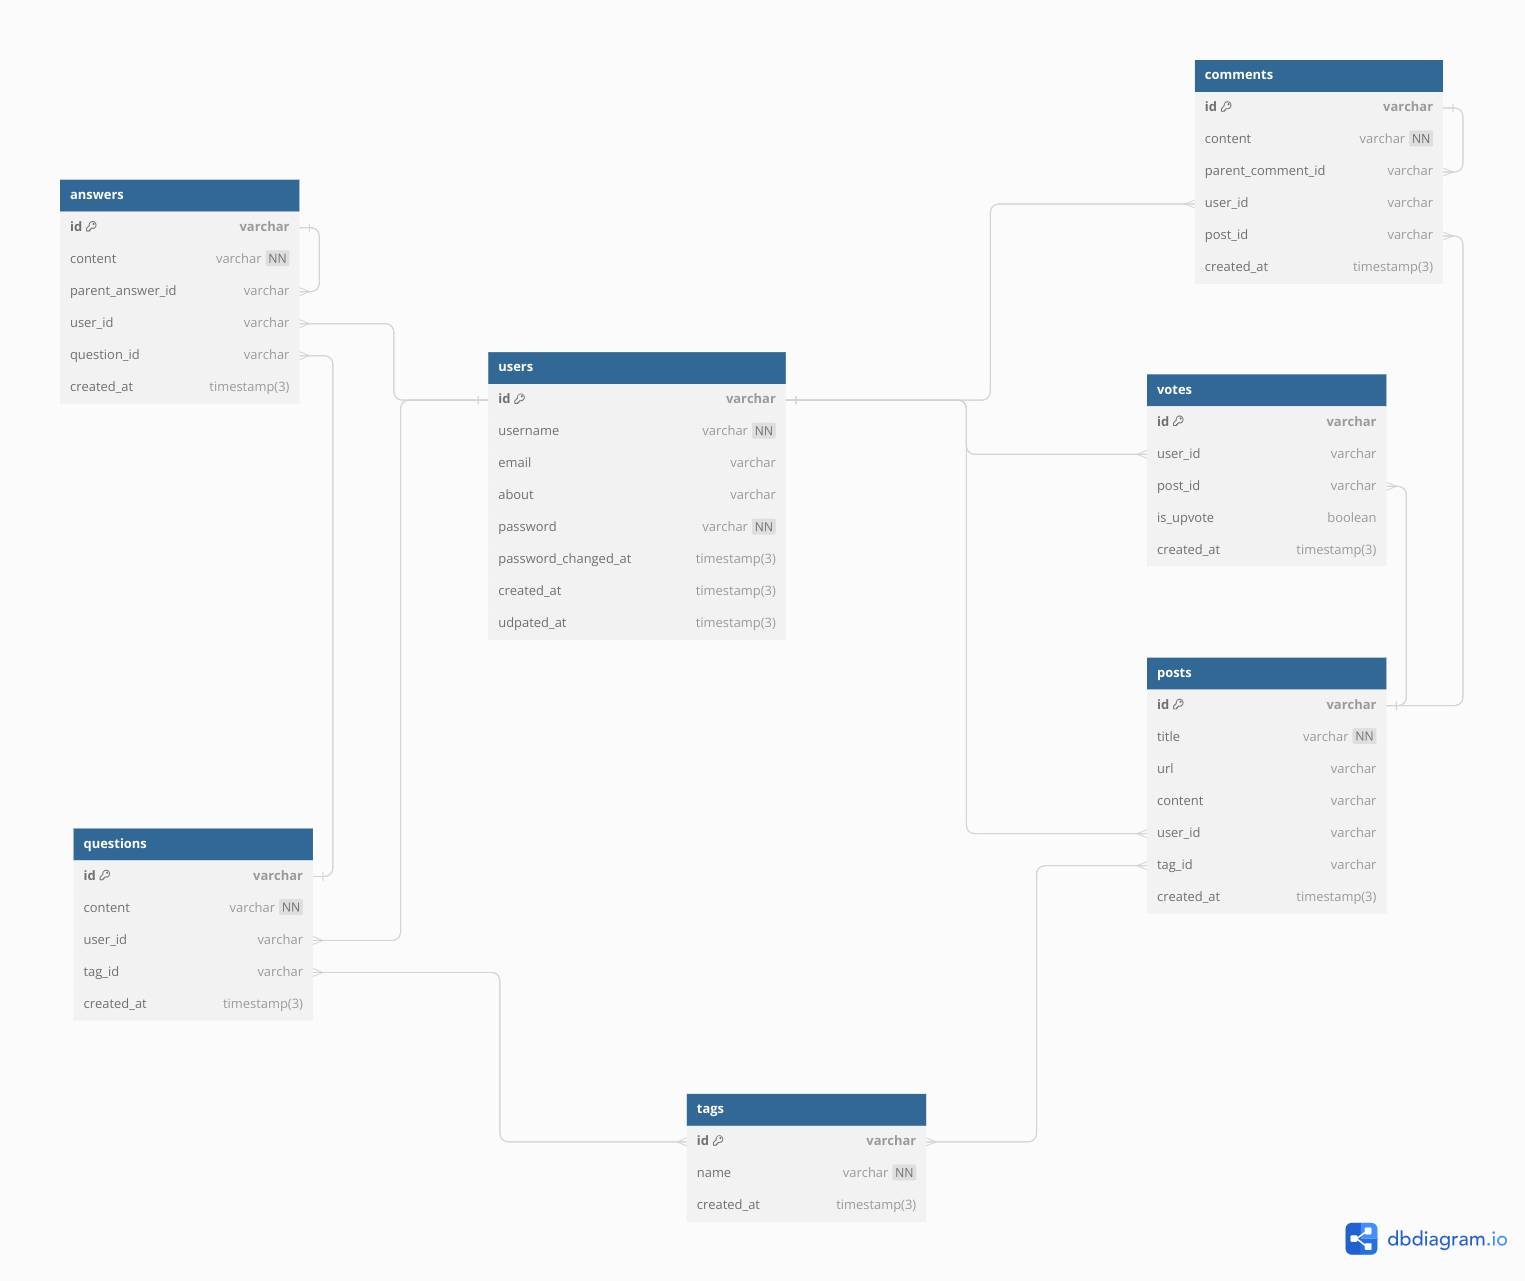 comments
id varchar
content varchar NN
parent_comment_id varchar
user_id varchar
post_id varchar
created_at timestamp(3)
answers
id varchar
content varchar NN
parent_answer_id varchar
user_id varchar
question_id varchar
created_at timestamp(3)
users
id varchar
username varchar NN
email varchar
about varchar
password varchar NN
password_changed_at timestamp(3)
created_at timestamp(3)
udpated_at timestamp(3)
votes
id varchar
user_id varchar
post_id varchar
is_upvote boolean
created_at timestamp(3)
posts
id varchar
title varchar NN
url varchar
content varchar
user_id varchar
tag_id varchar
created_at timestamp(3)
questions
id varchar
content varchar NN
user_id varchar
tag_id varchar
created_at timestamp(3)
tags
id varchar
name varchar NN
created_at timestamp(3)
dbdiagram.io